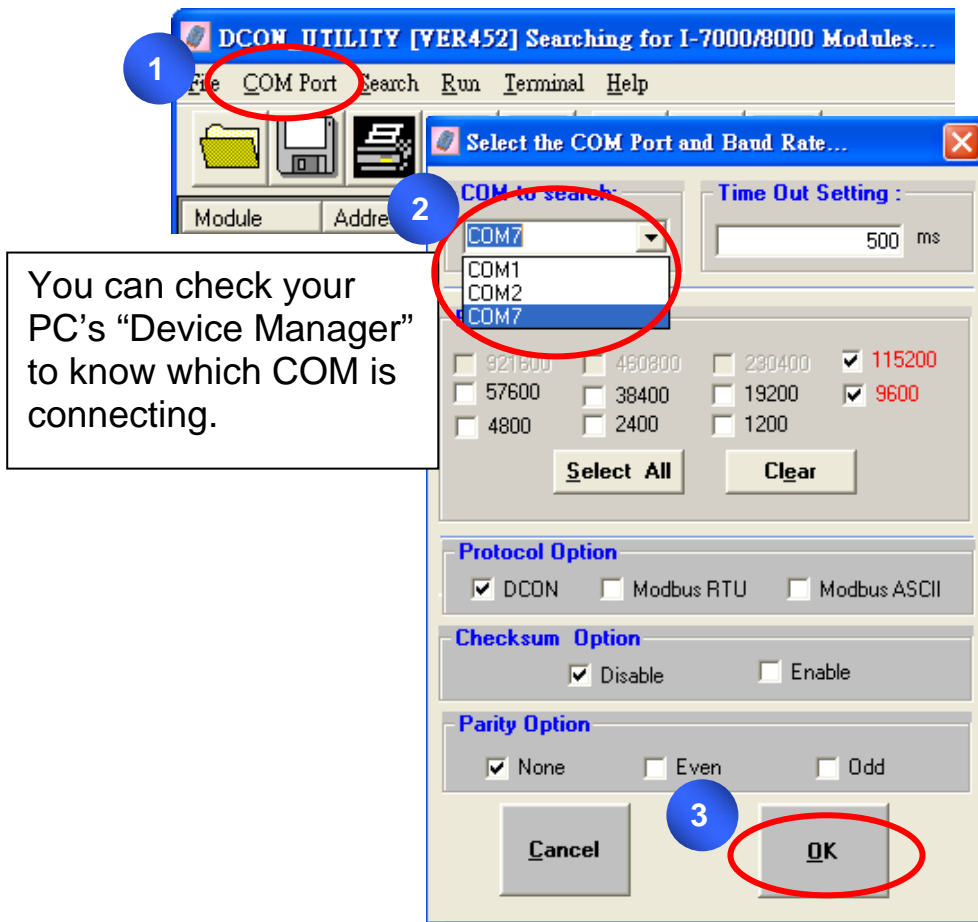 DCON_UTILITY [VER452] Searching for I-7000/8000 Modules...
1
File COM Port Search Run Terminal Help
Select the COM Port and Baud Rate...
Module
2
COM to search:
Time Out Setting :
COM7
500 ms
COM1
COM2
COM7
You can check your
PC’s “Device Manager”
to know which COM is
connecting.
921600 460800 230400 115200
57600 38400 19200 9600
4800 2400 1200
Select All Clear
Protocol Option
DCON Modbus RTU Modbus ASCII
Checksum Option
Disable Enable
Parity Option
None Even Odd
3
Cancel OK